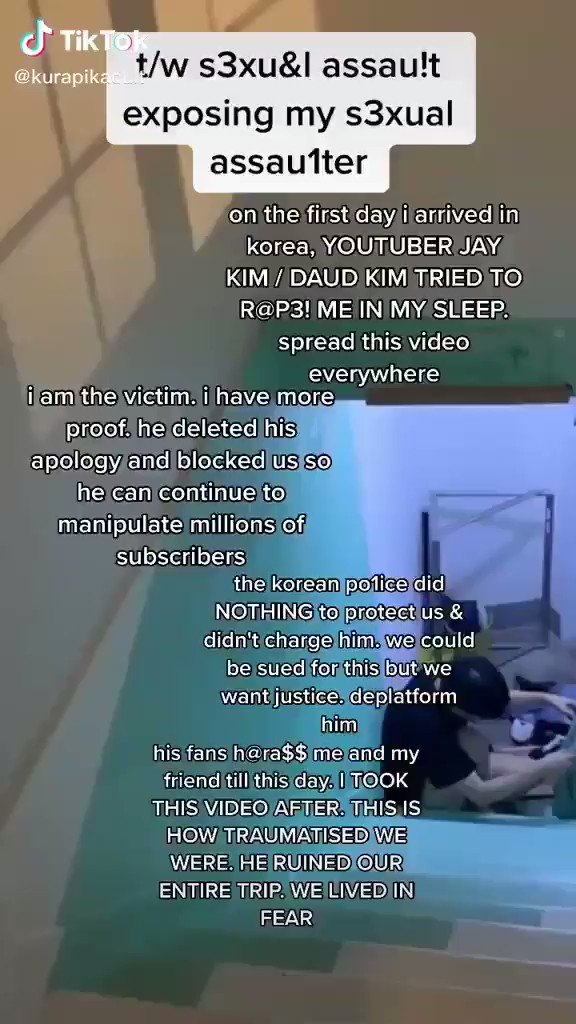 TikTok
t/w s3xu&l assau!t
exposing my s3xual
assau1ter
on the first day i arrived in
korea, YOUTUBER JAY
KIM / DAUD KIM TRIED TO
R@P3! ME IN MY SLEEP.
spread this video
everywhere
i am the victim. i have more
proof. he deleted his
apology and blocked us so
he can continue to
manipulate millions of
subscribers
the korean po1ice did
NOTHING to protect us &
didn't charge him. we could
be sued for this but we
want justice. deplatform
him
his fans h@ra$$ me and my
friend till this day. I TOOK
THIS VIDEO AFTER. THIS IS
HOW TRAUMATISED WE
WERE. HE RUINED OUR
ENTIRE TRIP. WE LIVED IN
FEAR